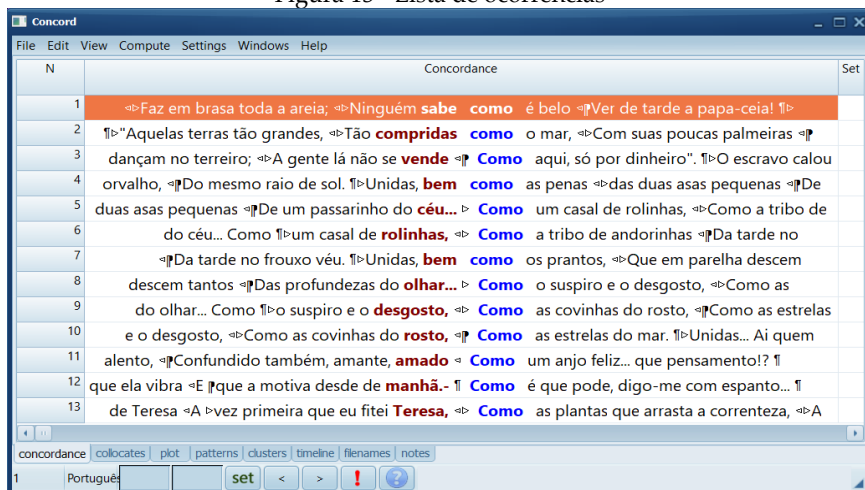 Figura 13 - Lista de ocorrências
Concord
File Edit View Compute Settings Windows Help
N Concordance Set
1 Faz em brasa toda a areia; Ninguém sabe como é belo Ver de tarde a papa-ceia! ¶
2 ¶"Aquelas terras tão grandes, Tão compridas como o mar, Com suas poucas palmeiras
3 dançam no terreiro; A gente lá não se vende Como aqui, só por dinheiro". ¶O escravo calou
4 orvalho, Do mesmo raio de sol. ¶Unidas, bem como as penas das duas asas pequenas De
5 duas asas pequenas De um passarinho do céu... Como um casal de rolinhas, Como a tribo de
6 do céu... Como ¶um casal de rolinhas, Como a tribo de andorinhas Da tarde no
7 Da tarde no frouxo véu. ¶Unidas, bem como os prantos, Que em parelha descem
8 descem tantos Das profundezas do olhar... Como o suspiro e o desgosto, Como as
9 do olhar... Como ¶o suspiro e o desgosto, Como as covinhas do rosto, Como as estrelas
10 e o desgosto, Como as covinhas do rosto, Como as estrelas do mar. ¶Unidas... Ai quem
11 alento, Confundido também, amante, amado Como um anjo feliz... que pensamento!? ¶
12 que ela vibra E que a motiva desde de manhã.- ¶ Como é que pode, digo-me com espanto... ¶
13 de Teresa A vez primeira que eu fitei Teresa, Como as plantas que arrasta a correnteza, A
concordance collocates plot patterns clusters timeline filenames notes
1 Português set < > ! ?